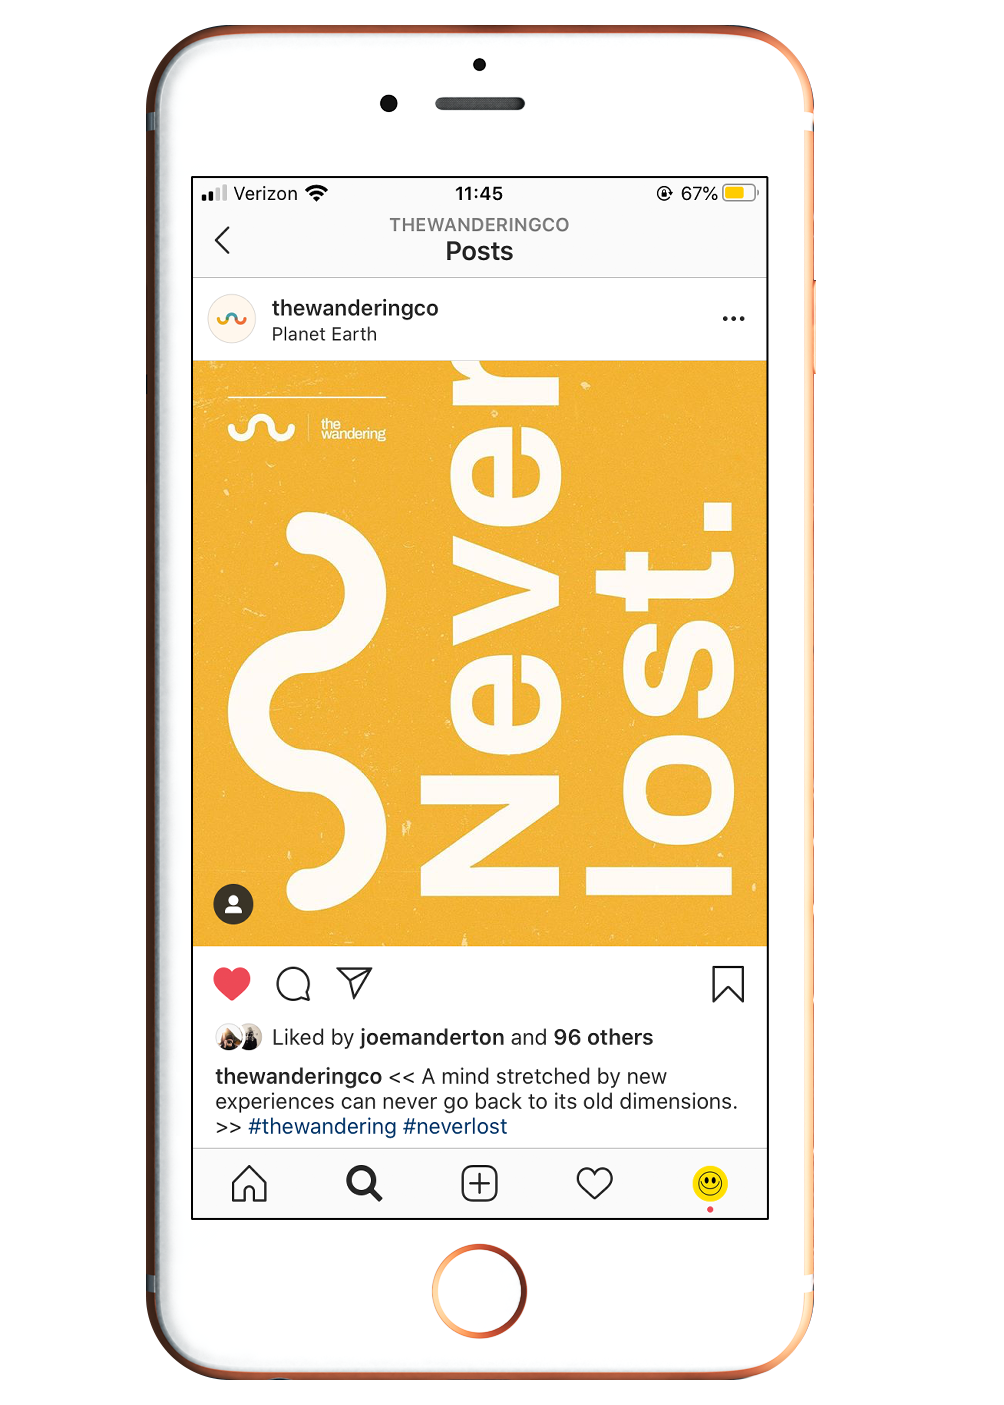 Verizon 11:45 67%
THEWANDERINGCO
Posts
thewanderingco
Planet Earth
the
wandering
Never
lost.
Liked by joemanderton and 96 others
thewanderingco << A mind stretched by new
experiences can never go back to its old dimensions.
>> #thewandering #neverlost